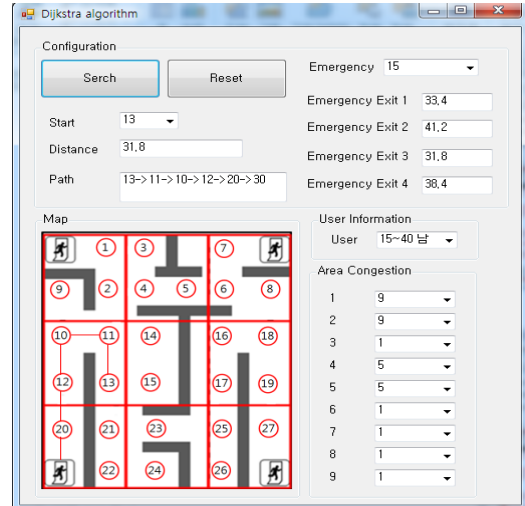 Dijkstra algorithm
Configuration
Serch
Reset
Emergency 15
Start 13
Distance 31,8
Path 13->11->10->12->20->30
Emergency Exit 1 33,4
Emergency Exit 2 41,2
Emergency Exit 3 31,8
Emergency Exit 4 38,4
Map
1 3 7
9 2 4 5 6 8
10 11 14 16 18
12 13 15 17 19
20 21 23 25 27
22 24 26
User Information
User 15~40 남
Area Congestion
1 9
2 9
3 1
4 5
5 5
6 1
7 1
8 1
9 1